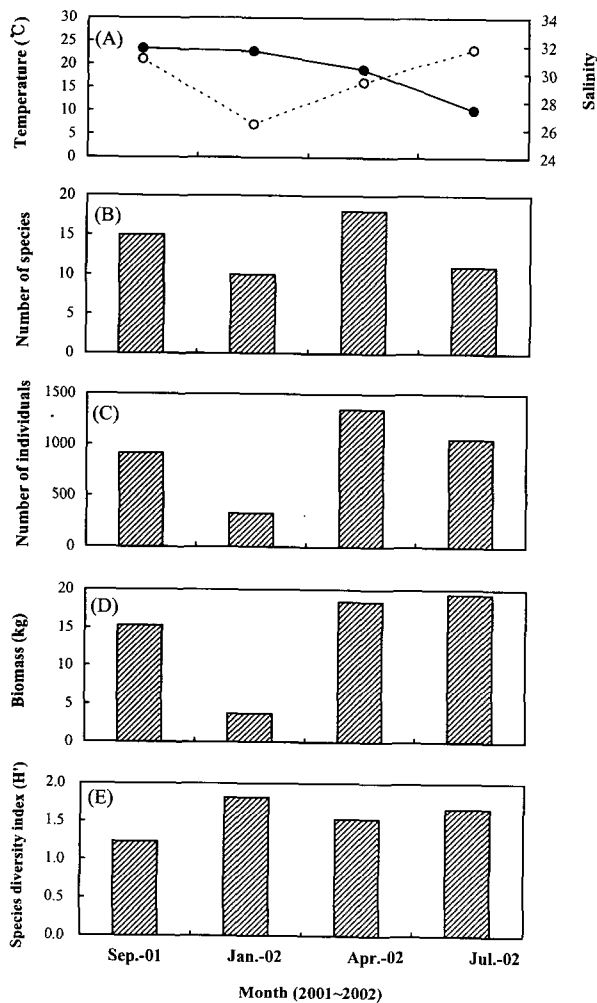 (A)
Temperature (℃)
30
25
20
15
10
5
0
34
32
30
28
26
24
Salinity
(B)
Number of species
20
15
10
5
0
(C)
Number of individuals
1500
1000
500
0
(D)
Biomass (kg)
20
15
10
5
0
(E)
Species diversity index (H')
2.0
1.5
1.0
0.5
0.0
Sep.-01 Jan.-02 Apr.-02 Jul.-02
Month (2001~2002)